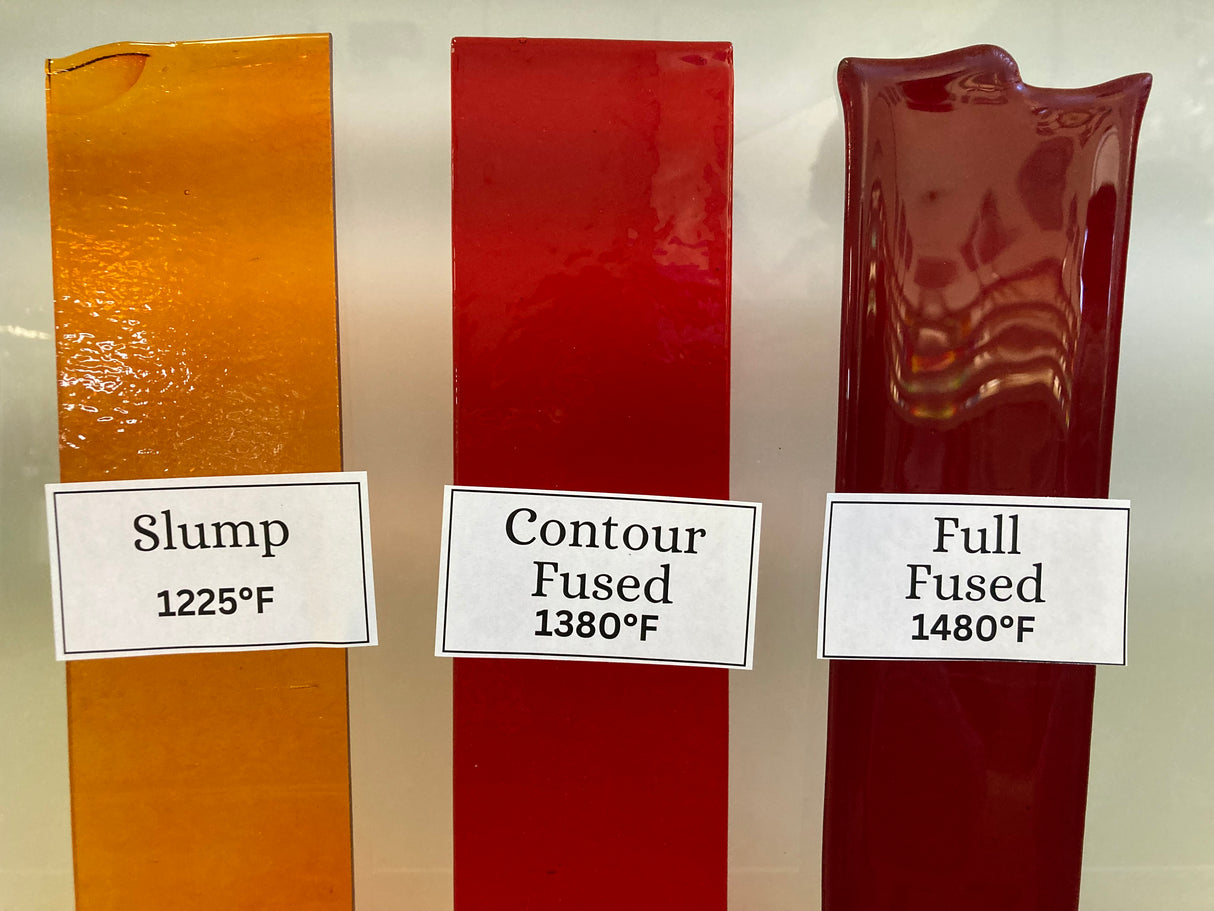 Slump
1225°F
Contour
Fused
1380°F
Full
Fused
1480°F